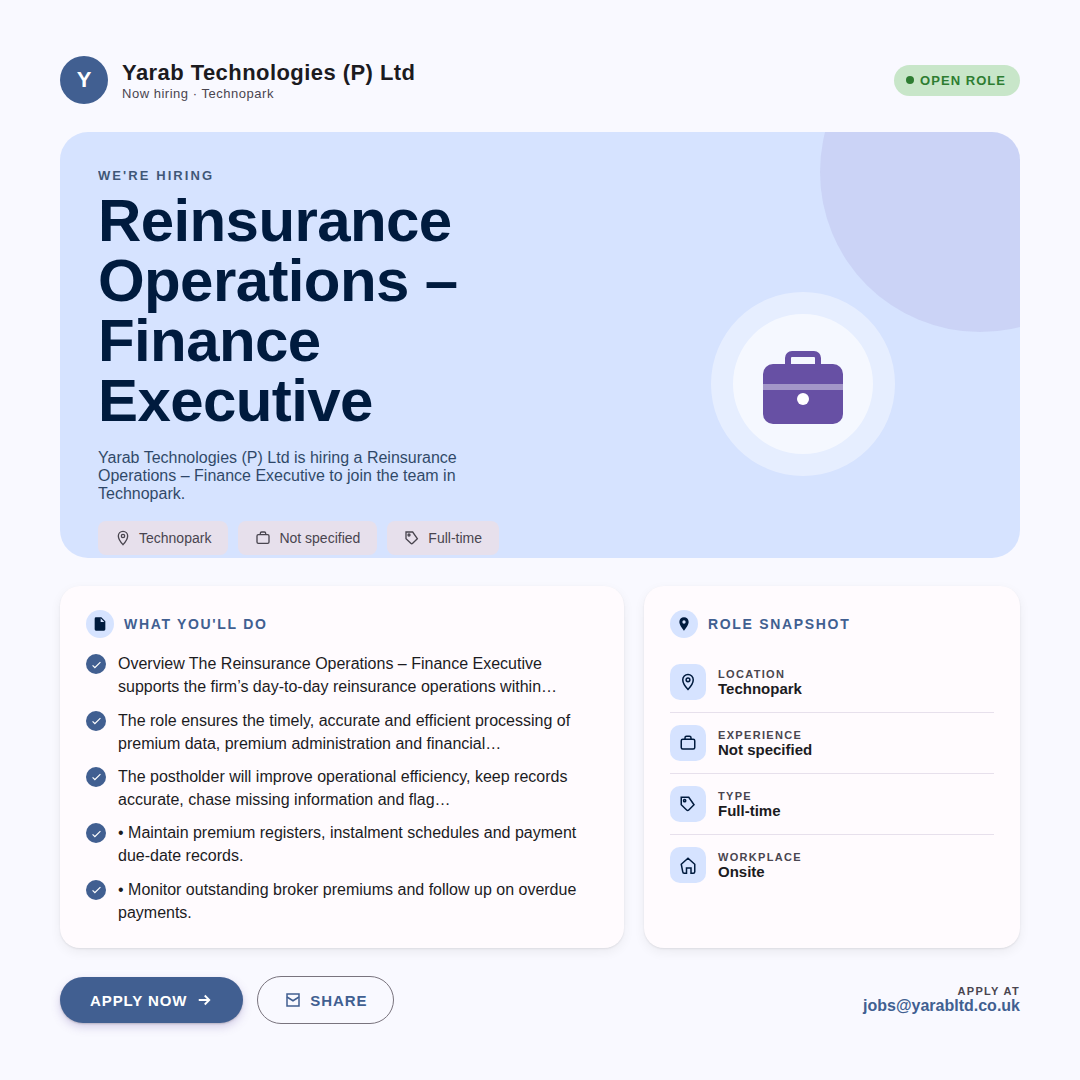 Y
Yarab Technologies (P) Ltd
Now hiring · Technopark
OPEN ROLE
WE'RE HIRING
Reinsurance
Operations –
Finance
Executive
Yarab Technologies (P) Ltd is hiring a Reinsurance
Operations – Finance Executive to join the team in
Technopark.
Technopark
Not specified
Full-time
WHAT YOU'LL DO
Overview The Reinsurance Operations – Finance Executive
supports the firm’s day-to-day reinsurance operations within…
The role ensures the timely, accurate and efficient processing of
premium data, premium administration and financial…
The postholder will improve operational efficiency, keep records
accurate, chase missing information and flag…
• Maintain premium registers, instalment schedules and payment
due-date records.
• Monitor outstanding broker premiums and follow up on overdue
payments.
ROLE SNAPSHOT
LOCATION
Technopark
EXPERIENCE
Not specified
TYPE
Full-time
WORKPLACE
Onsite
APPLY NOW
SHARE
APPLY AT
jobs@yarabltd.co.uk